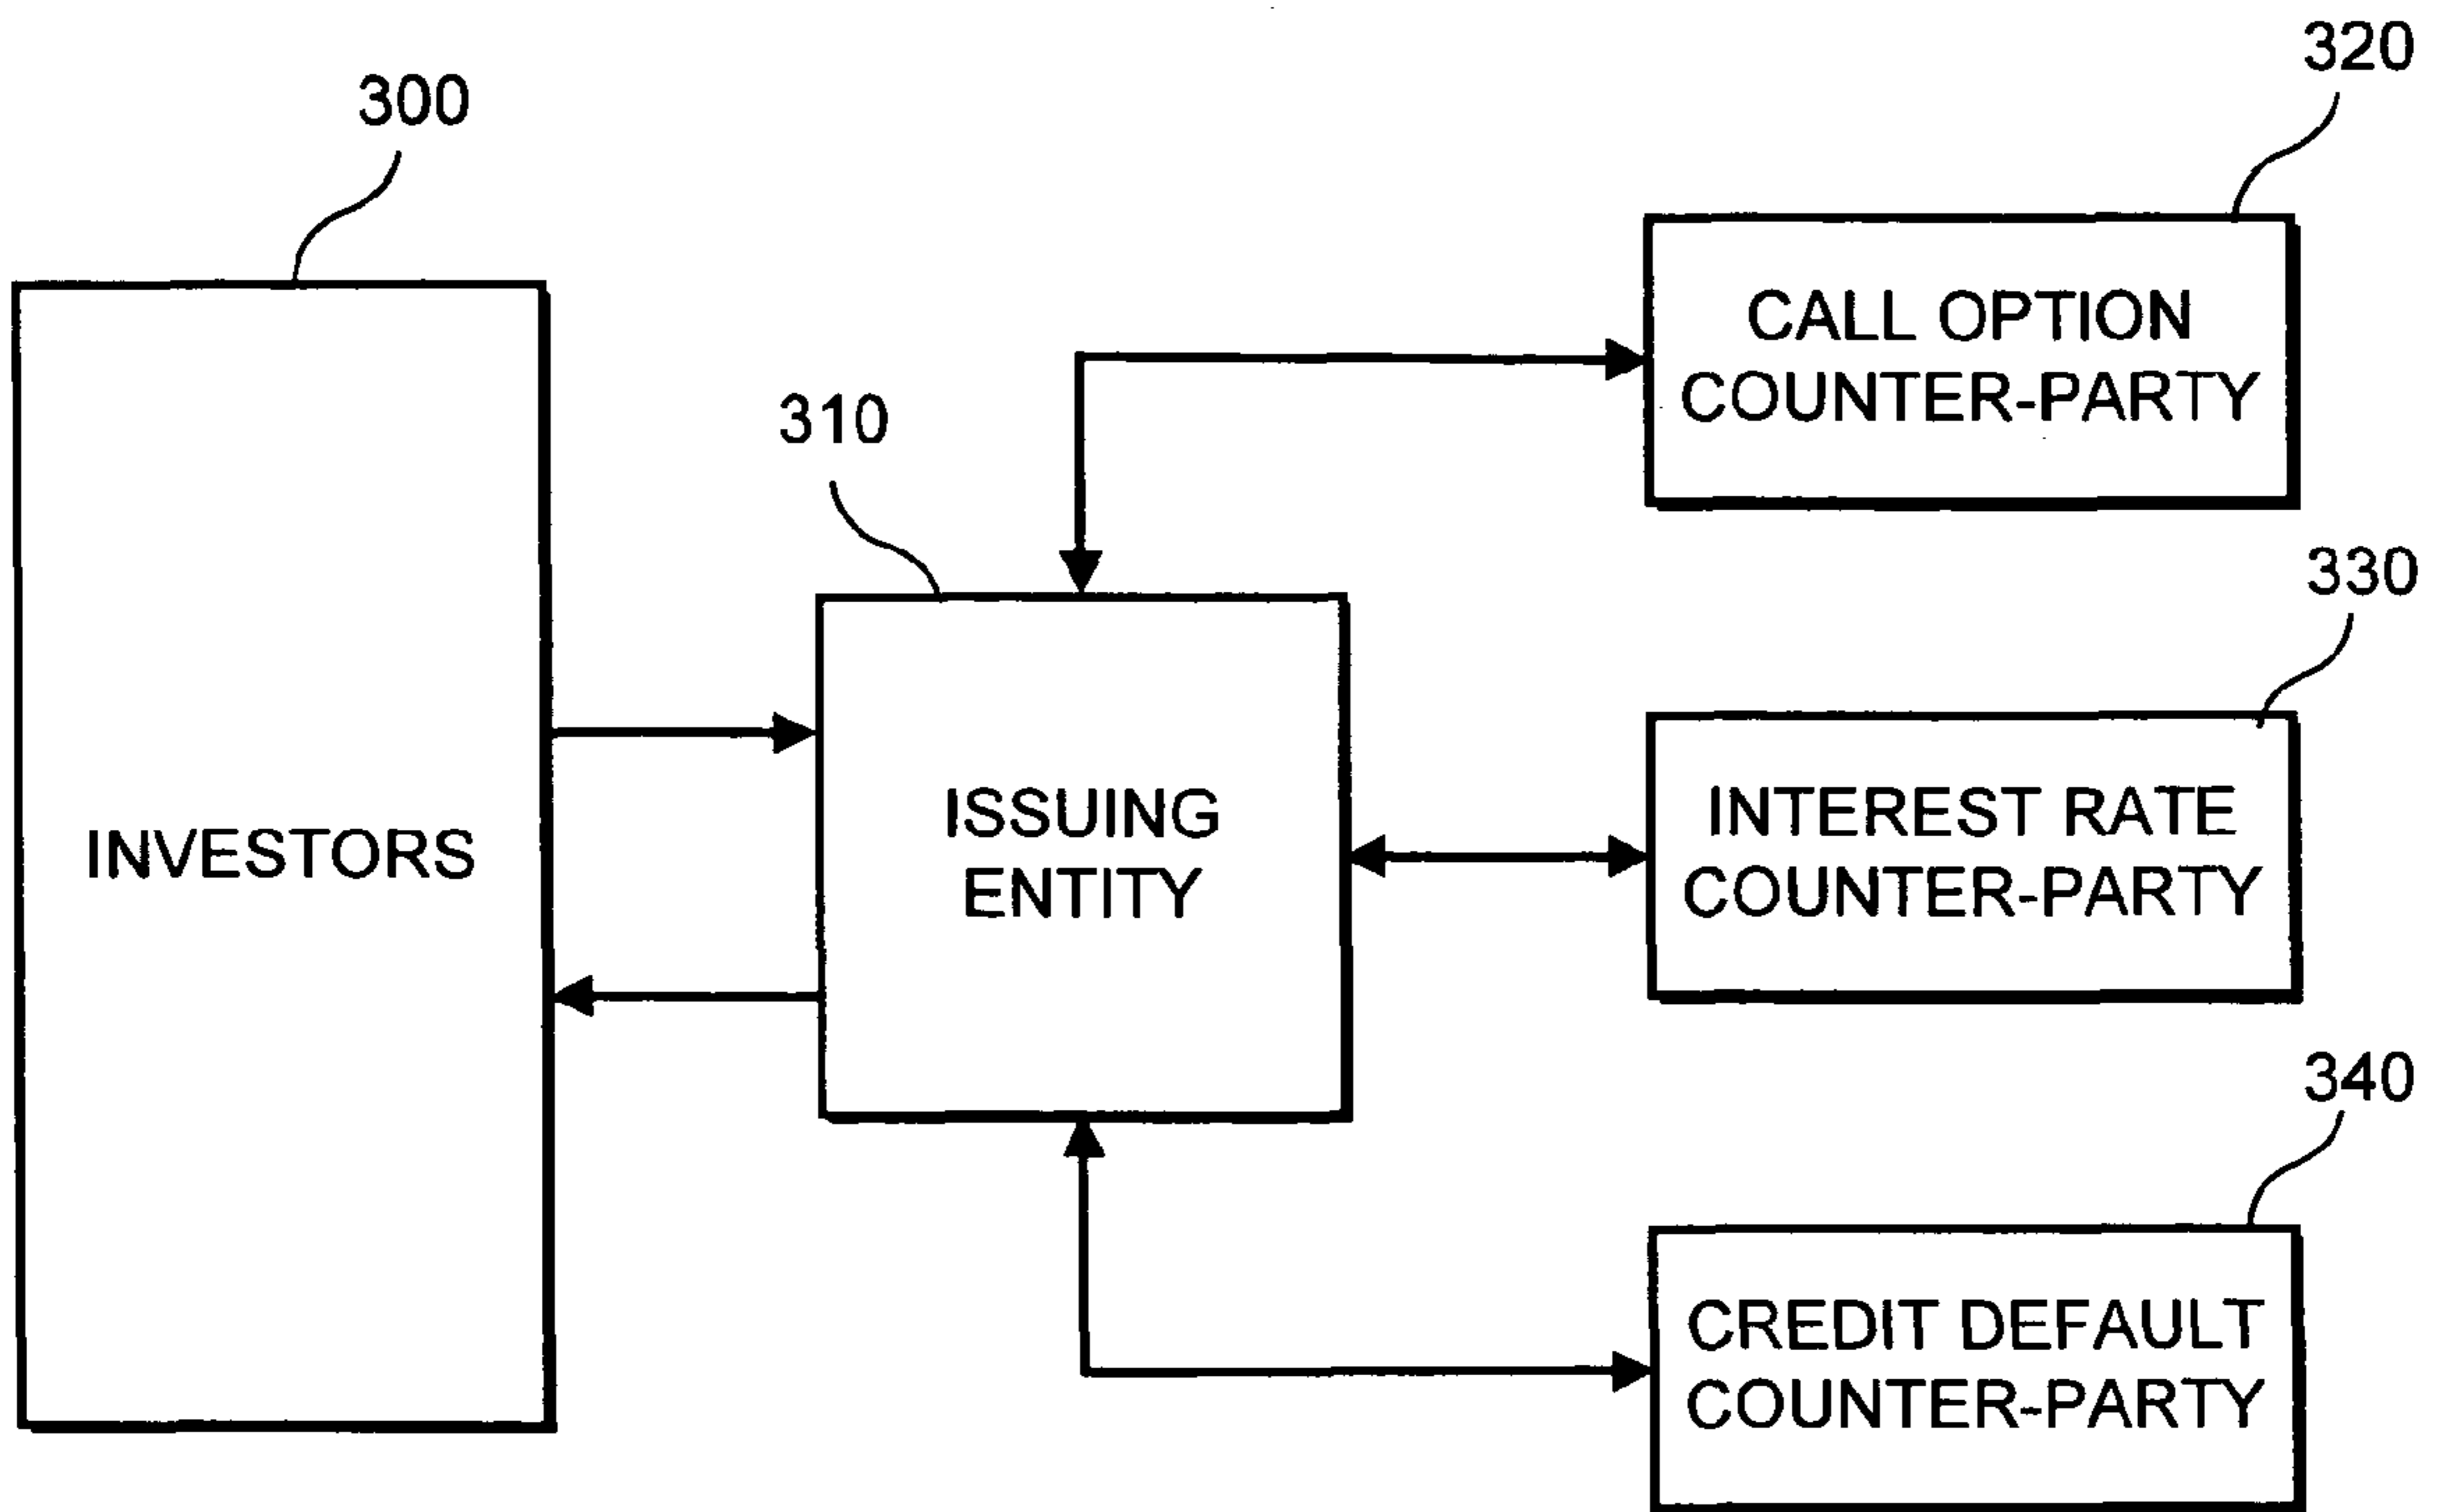 300
INVESTORS
310
ISSUING
ENTITY
320
CALL OPTION
COUNTER-PARTY
330
INTEREST RATE
COUNTER-PARTY
340
CREDIT DEFAULT
COUNTER-PARTY